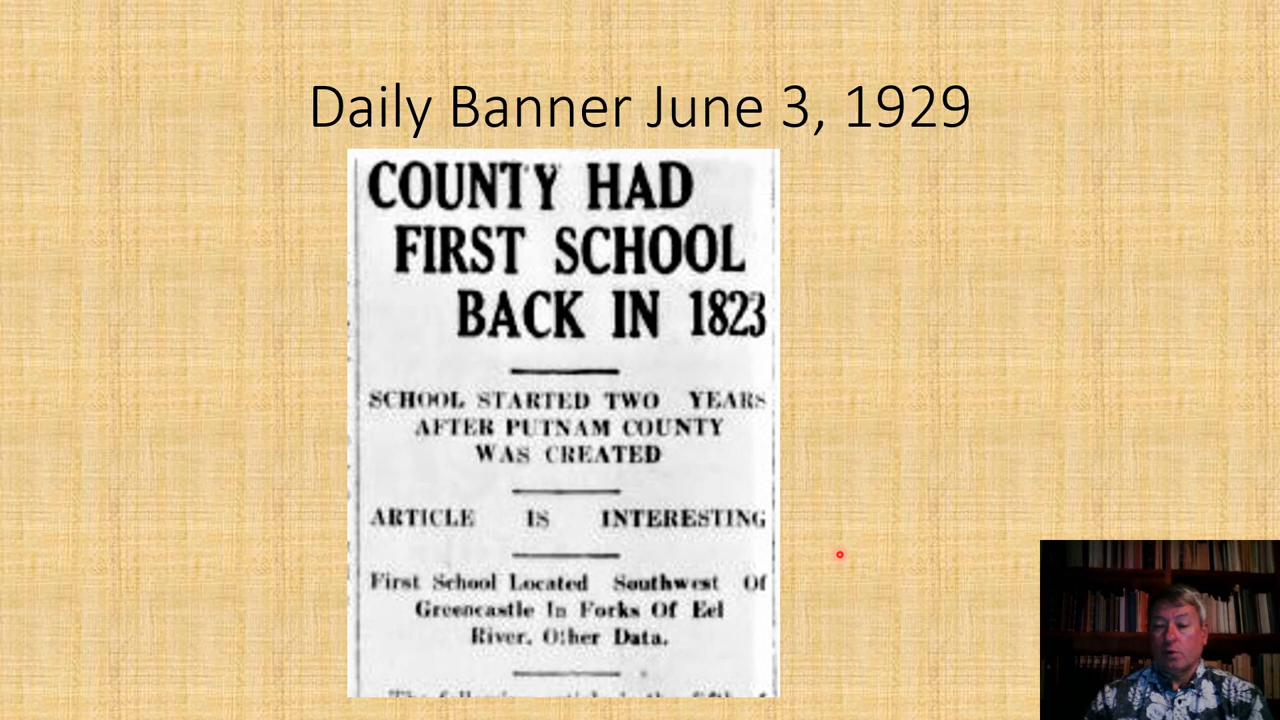 Daily Banner June 3, 1929
COUNTY HAD
FIRST SCHOOL
BACK IN 1823
SCHOOL STARTED TWO YEARS
AFTER PUTNAM COUNTY
WAS CREATED
ARTICLE IS INTERESTING
First School Located Southwest Of
Greencastle In Forks Of Eel
River. Other Data.